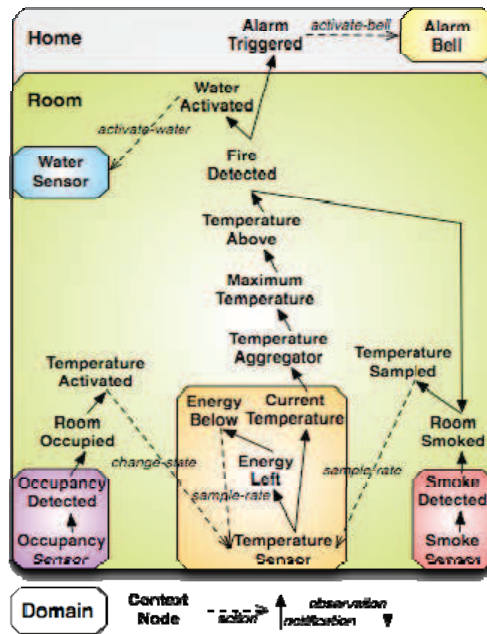 Home
Alarm
Triggered
activate-bell
Alarm
Bell
Room
Water
Activated
activate-water
Water
Sensor
Fire
Detected
Temperature
Above
Maximum
Temperature
Temperature
Aggregator
Temperature
Activated
Temperature
Sampled
Room
Occupied
Energy
Below
Current
Temperature
Room
Smoked
change-state
Energy
Left
sample-rate
sample-rate
Occupancy
Detected
Occupancy
Sensor
Temperature
Sensor
Smoke
Detected
Smoke
Sensor
Domain
Context
Node
action
observation
notification